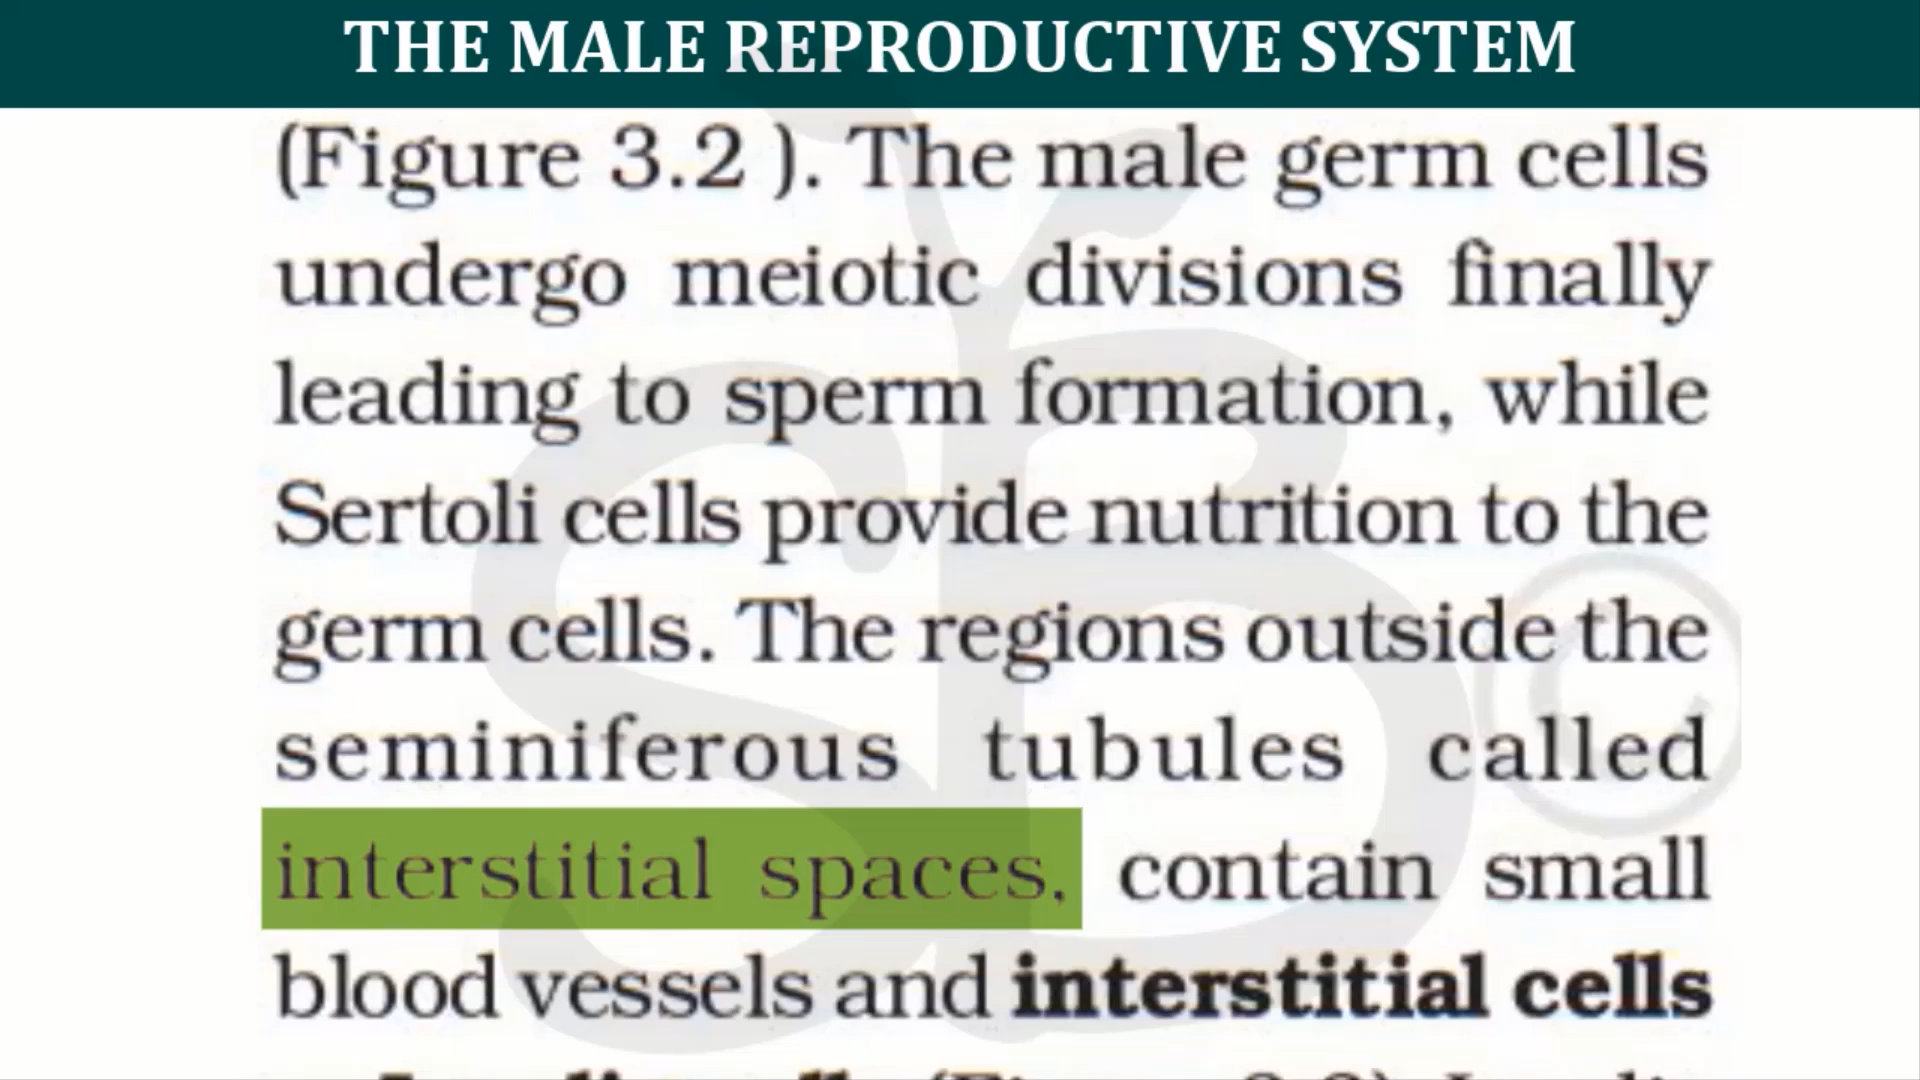 THE MALE REPRODUCTIVE SYSTEM
(Figure 3.2 ). The male germ cells
undergo meiotic divisions finally
leading to sperm formation, while
Sertoli cells provide nutrition to the
germ cells. The regions outside the
seminiferous tubules called
interstitial spaces, contain small
blood vessels and interstitial cells